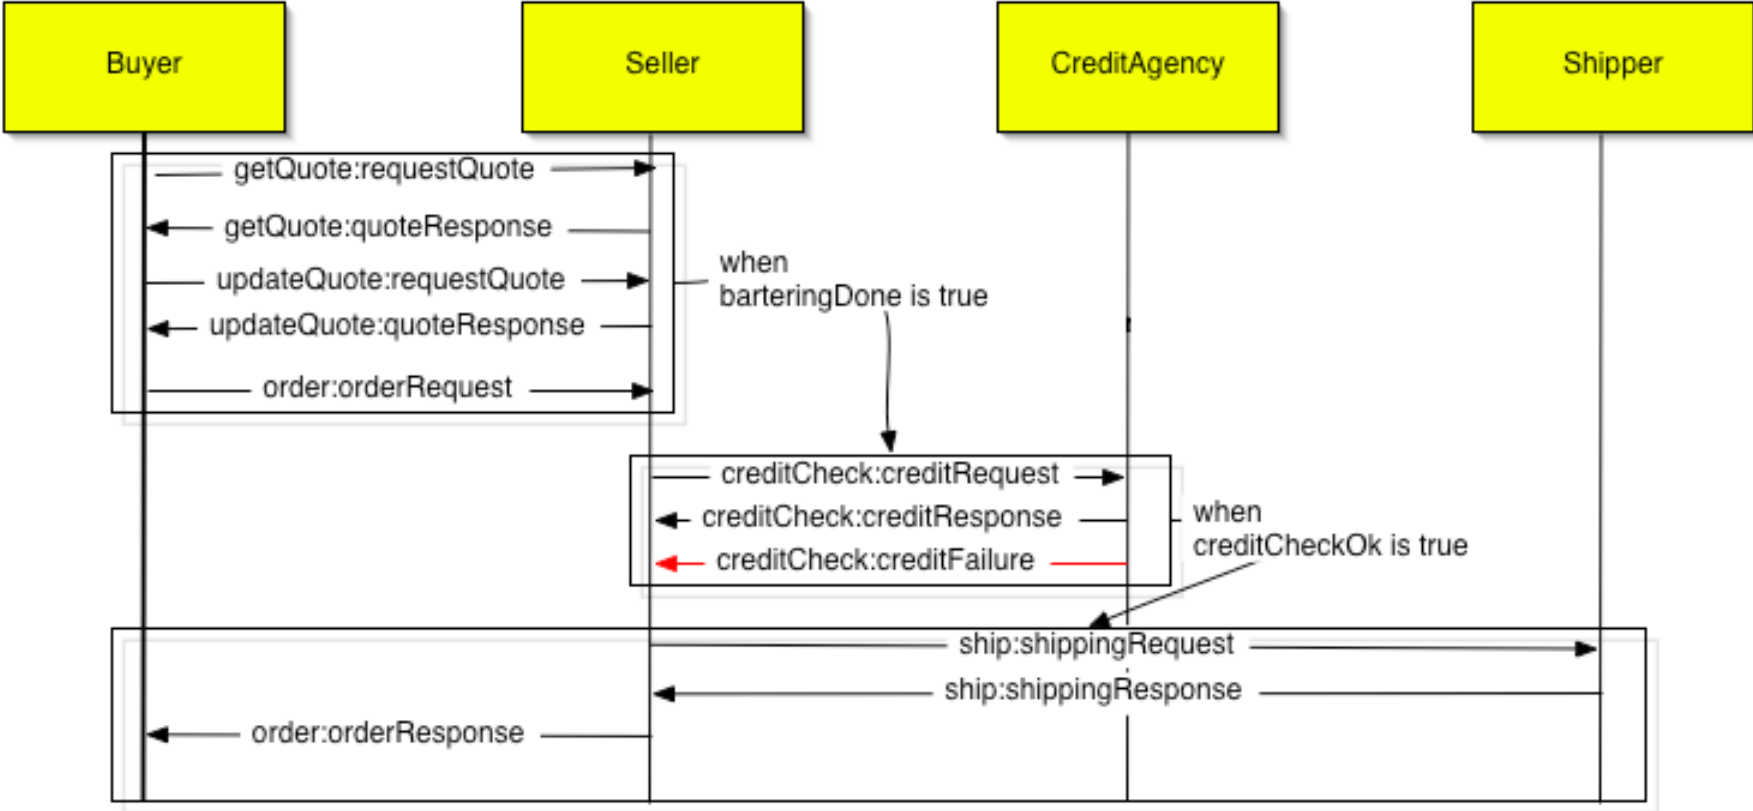 Buyer
Seller
CreditAgency
Shipper
getQuote:requestQuote
getQuote:quoteResponse
updateQuote:requestQuote
updateQuote:quoteResponse
order:orderRequest
when
barteringDone is true
creditCheck:creditRequest
creditCheck:creditResponse
creditCheck:creditFailure
when
creditCheckOk is true
ship:shippingRequest
ship:shippingResponse
order:orderResponse